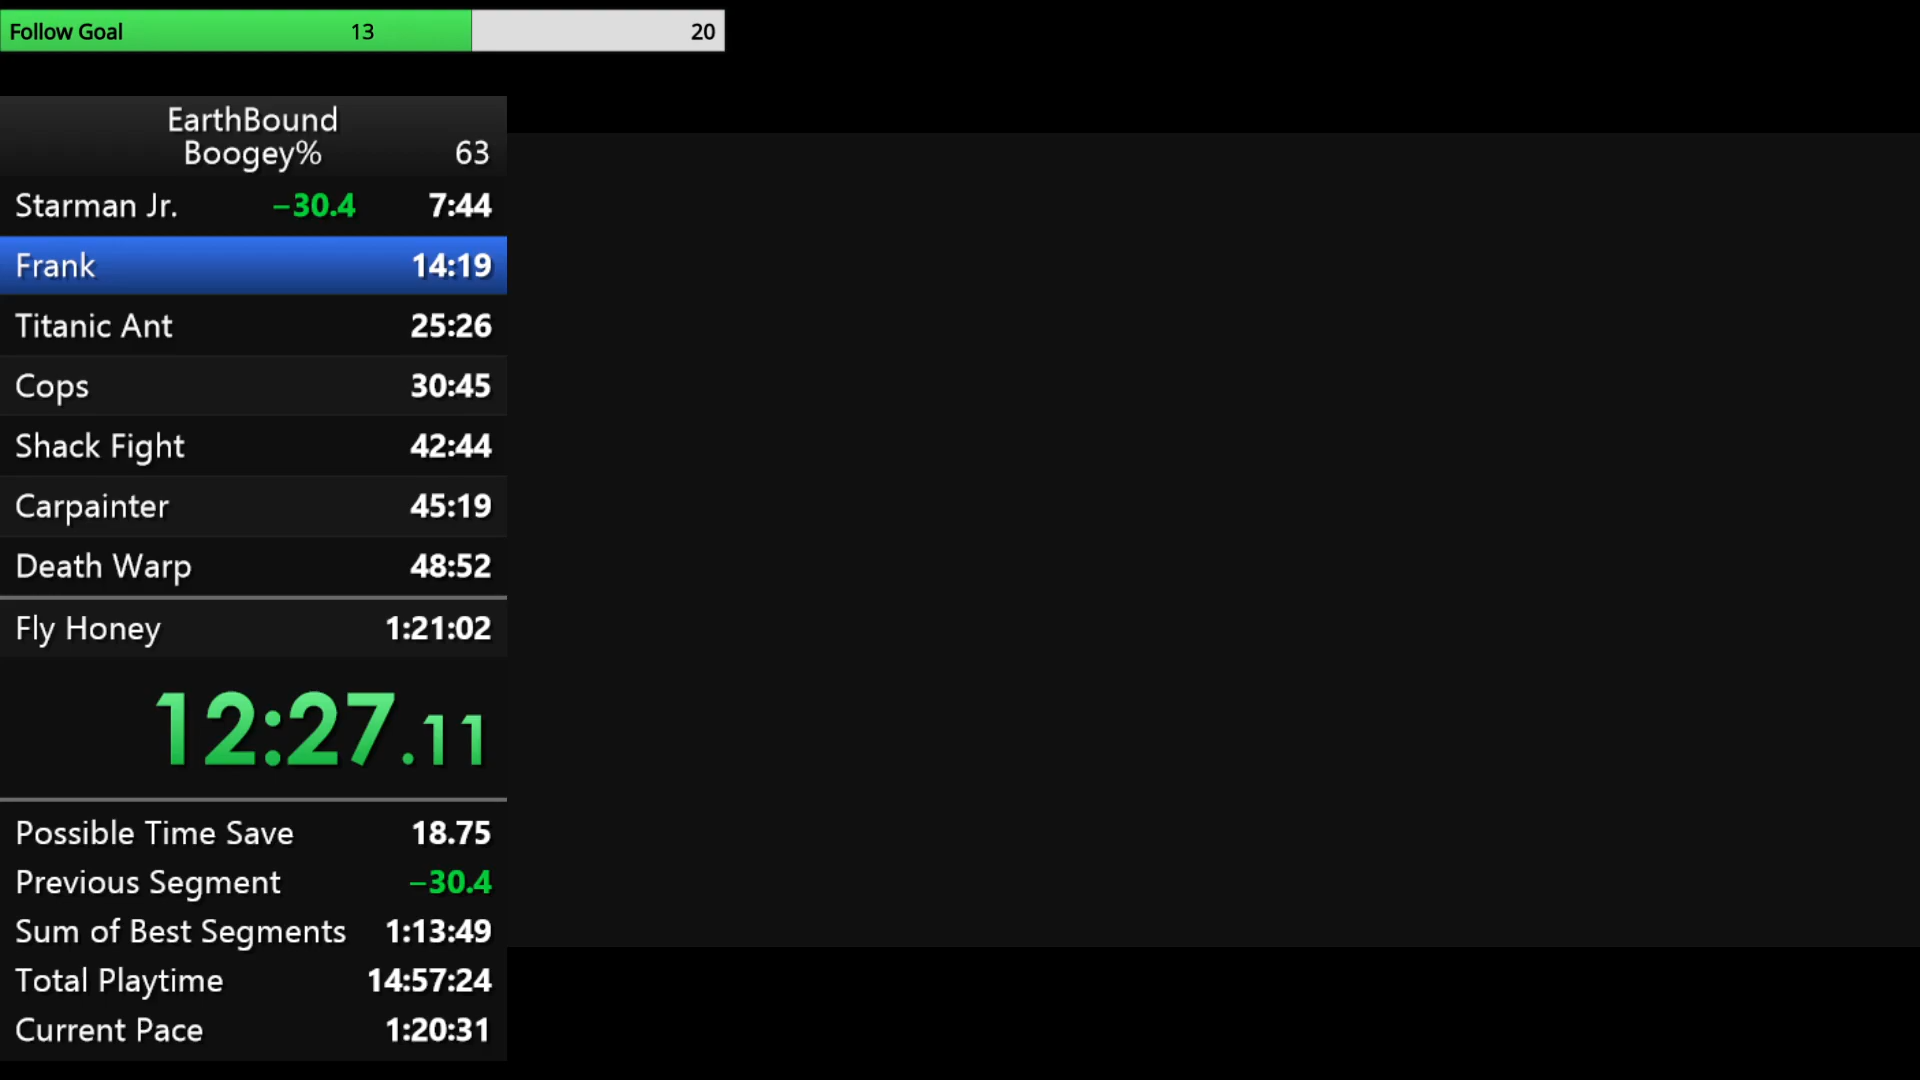 Follow Goal 13 20
EarthBound
Boogey% 63
Starman Jr. −30.4 7:44
Frank 14:19
Titanic Ant 25:26
Cops 30:45
Shack Fight 42:44
Carpainter 45:19
Death Warp 48:52
Fly Honey 1:21:02
12:27.11
Possible Time Save 18.75
Previous Segment −30.4
Sum of Best Segments 1:13:49
Total Playtime 14:57:24
Current Pace 1:20:31